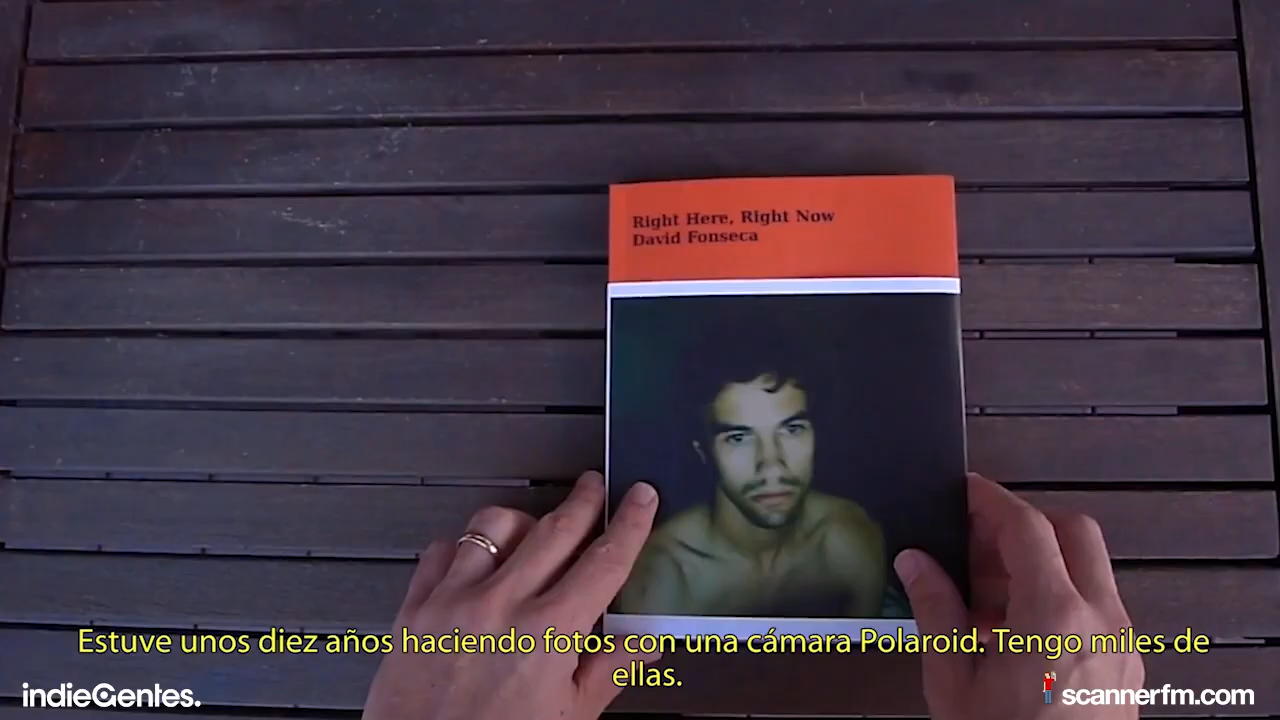 Right Here, Right Now
David Fonseca
Estuve unos diez años haciendo fotos con una cámara Polaroid. Tengo miles de
ellas.
indieGentes.
scannerfm.com